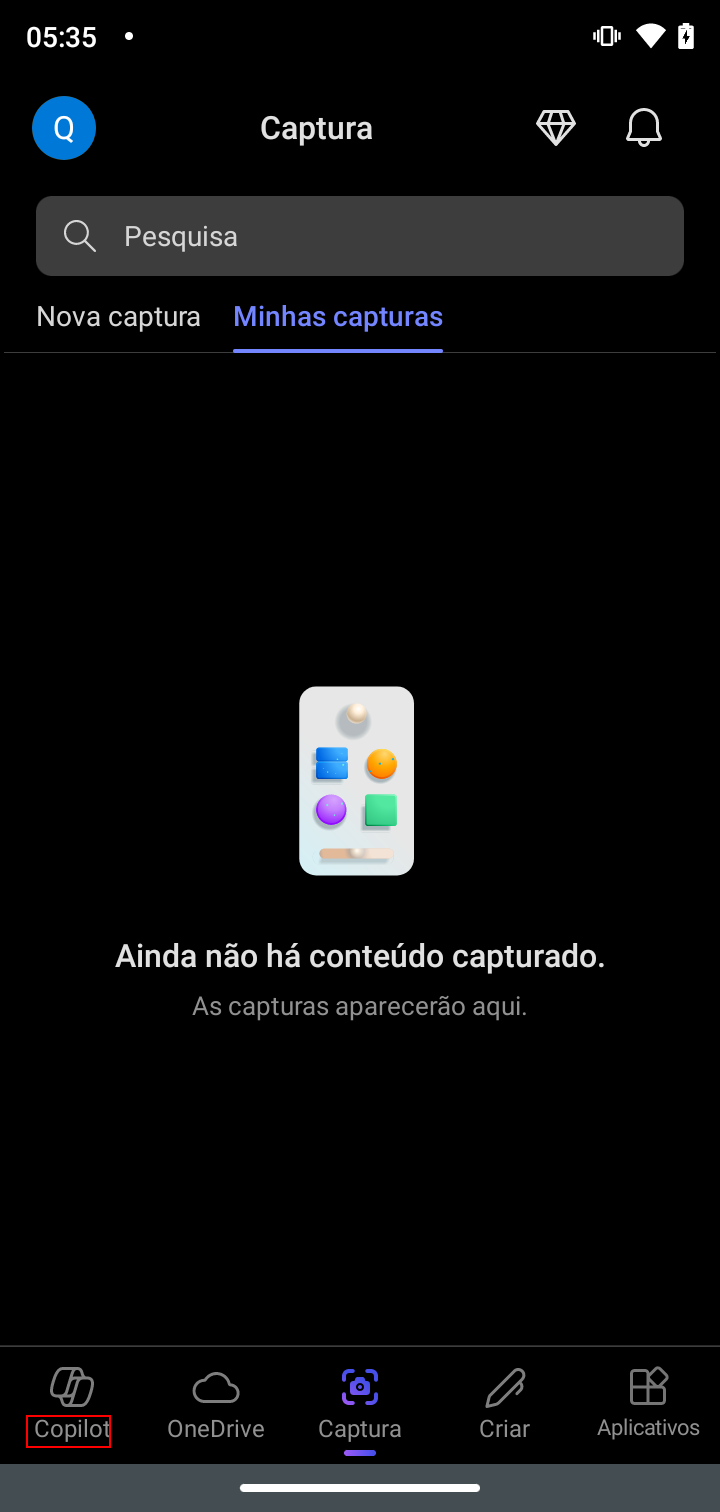 05:35
Q
Captura
Pesquisa
Nova captura
Minhas capturas
Ainda não há conteúdo capturado.
As capturas aparecerão aqui.
Copilot
OneDrive
Captura
Criar
Aplicativos